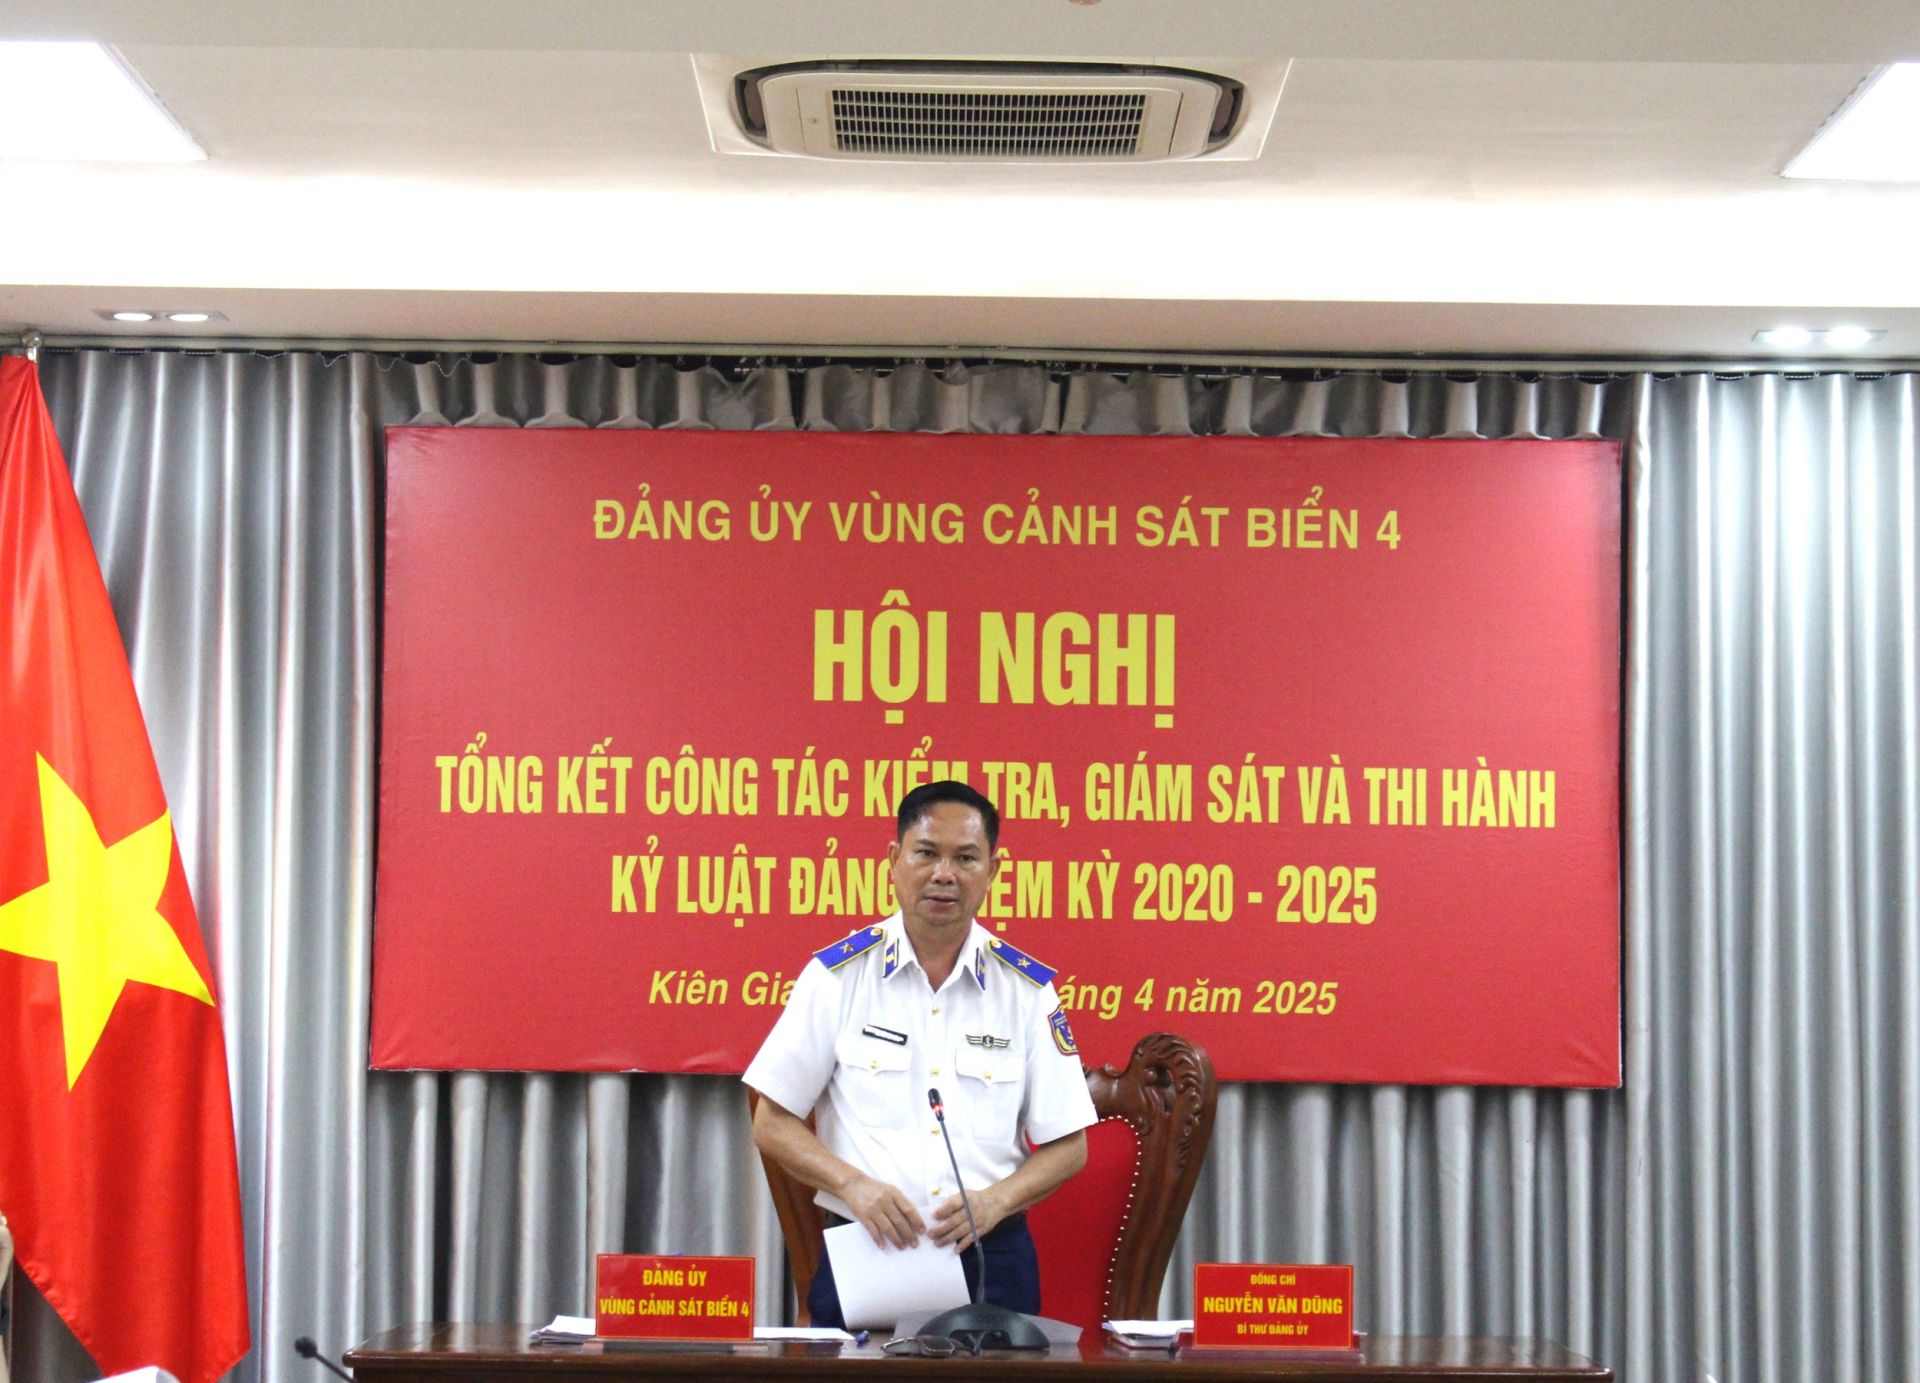 ĐẢNG ỦY VÙNG CẢNH SÁT BIỂN 4
HỘI NGHỊ
TỔNG KẾT CÔNG TÁC KIỂM TRA, GIÁM SÁT VÀ THI HÀNH
KỶ LUẬT ĐẢNG NHIỆM KỲ 2020 - 2025
Kiên Gia áng 4 năm 2025
ĐẢNG ỦY
VÙNG CẢNH SÁT BIỂN 4
ĐỒNG CHÍ
NGUYỄN VĂN DŨNG
BÍ THƯ ĐẢNG ỦY